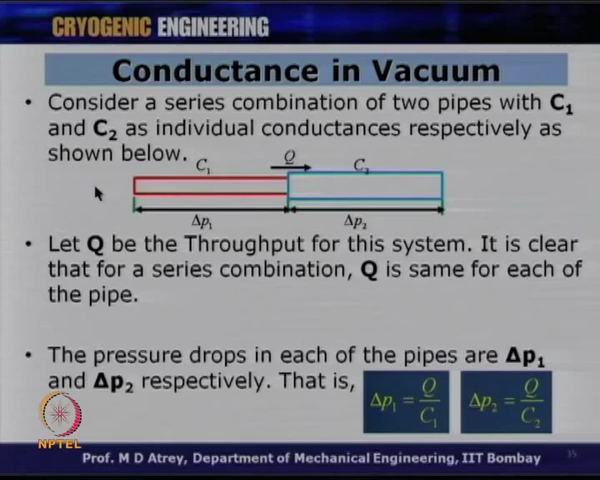 CRYOGENIC ENGINEERING
Conductance in Vacuum
• Consider a series combination of two pipes with C₁
and C₂ as individual conductances respectively as
shown below.
C₁ Q C₂
Δp₁ Δp₂
• Let Q be the Throughput for this system. It is clear
that for a series combination, Q is same for each of
the pipe.
• The pressure drops in each of the pipes are Δp₁
and Δp₂ respectively. That is, Δp₁ = Q/C₁ Δp₂ = Q/C₂
NPTEL
Prof. M D Atrey, Department of Mechanical Engineering, IIT Bombay 35